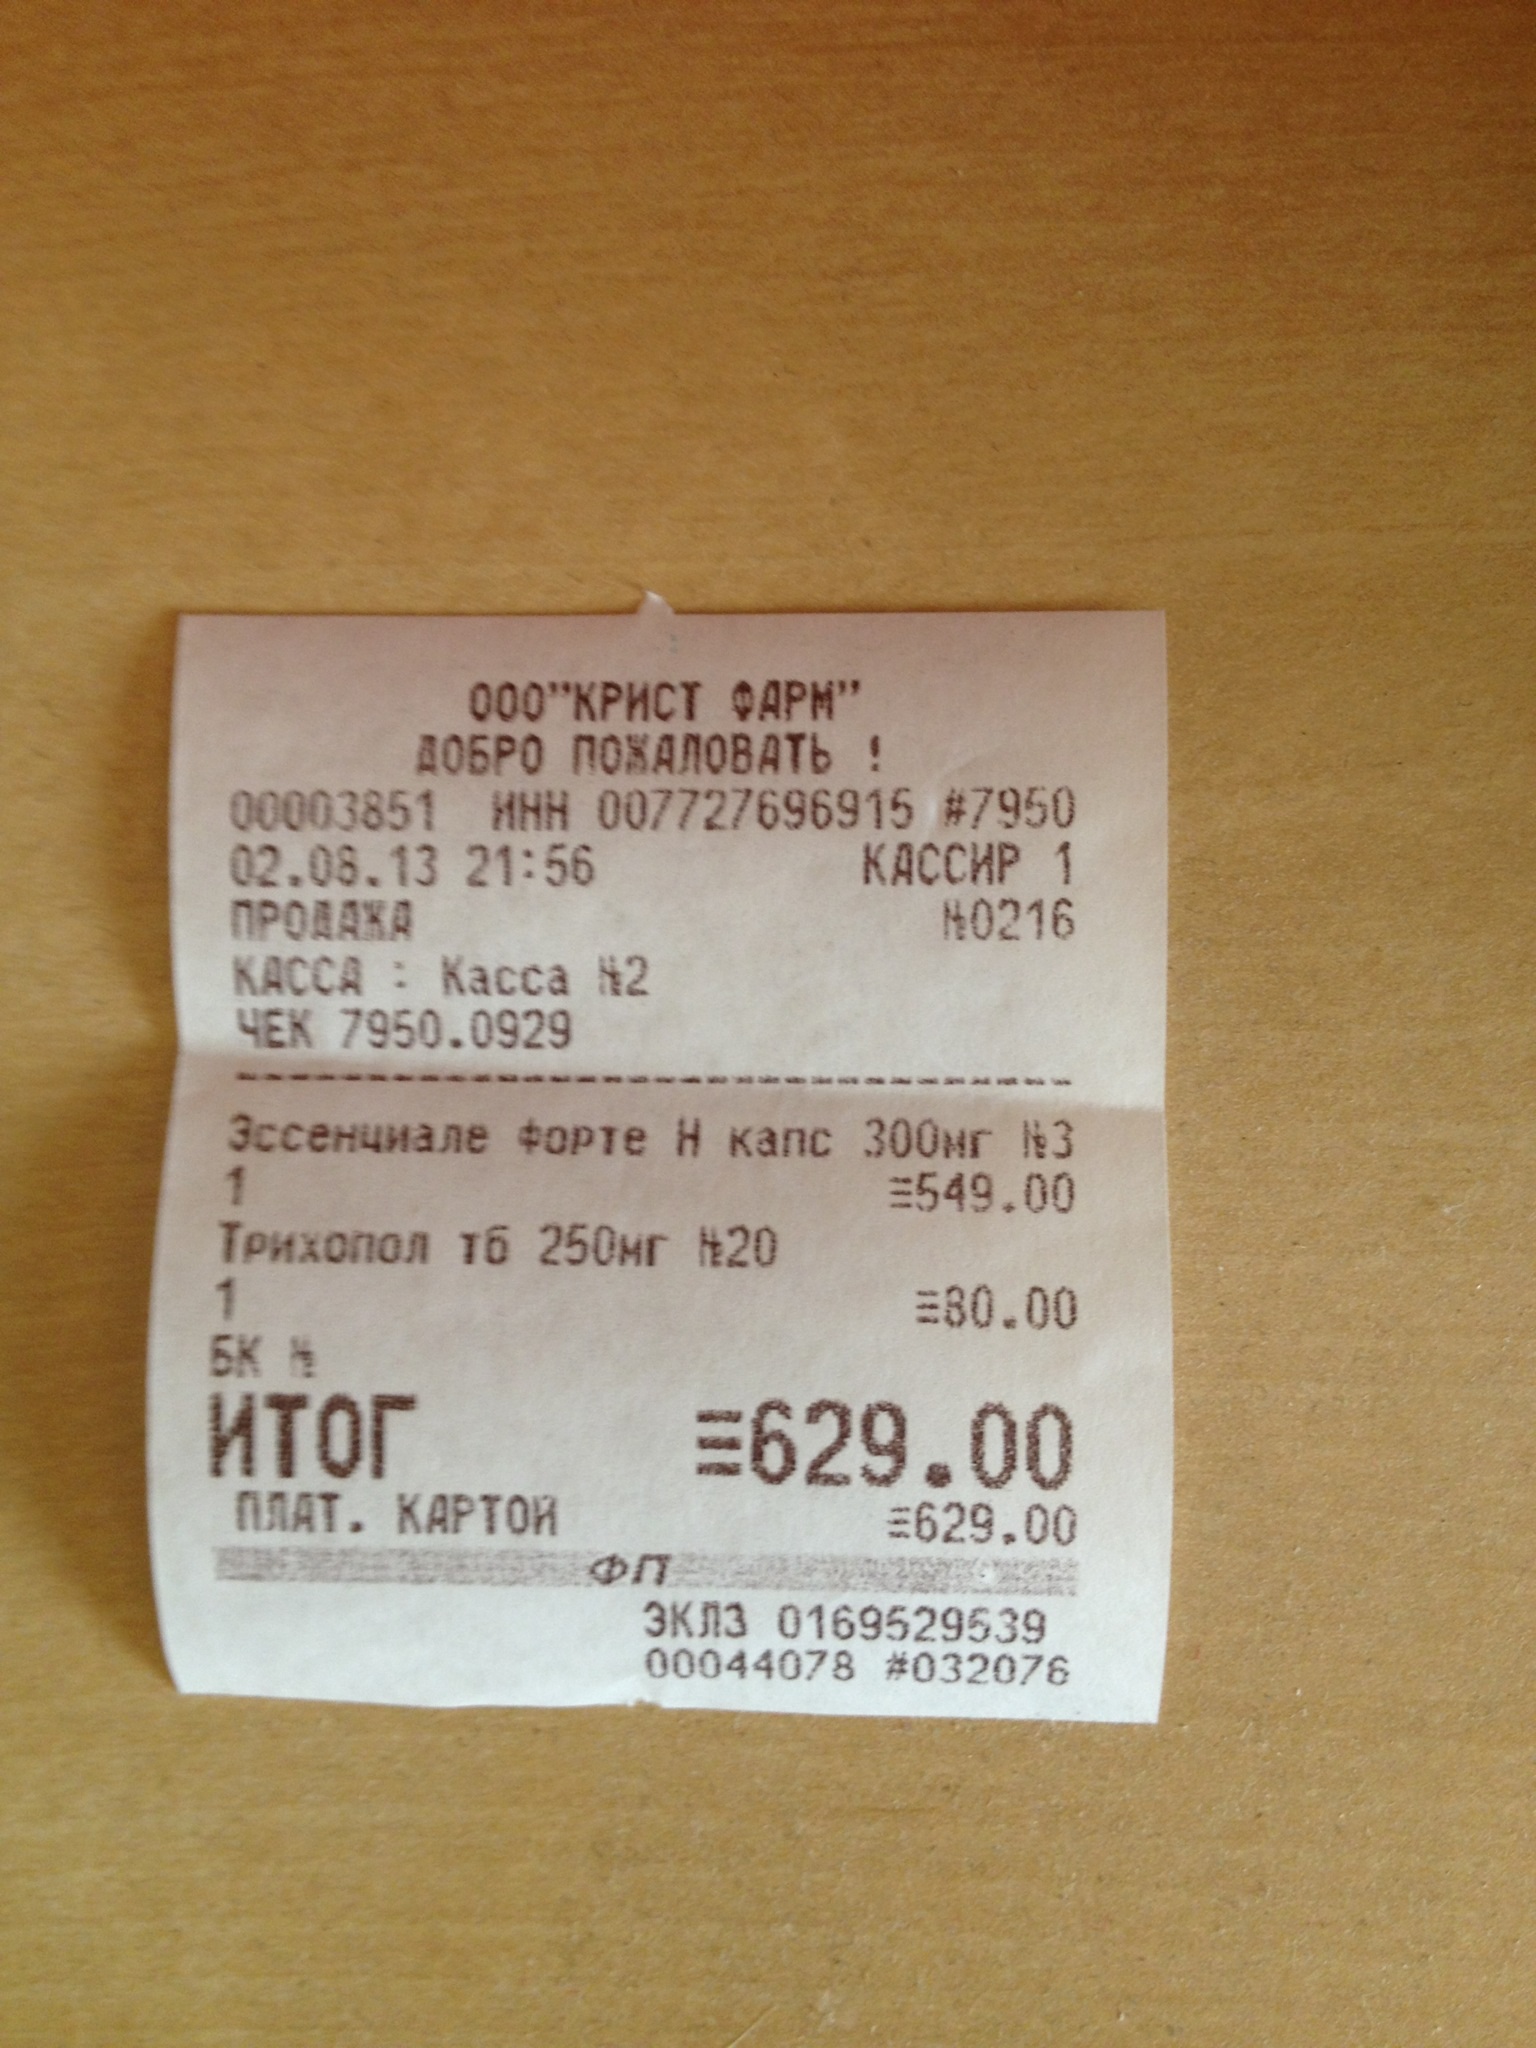 ООО"КРИСТ ФАРМ"
ДОБРО ПОЖАЛОВАТЬ !
00003851 ИНН 007727696915 #7950
02.08.13 21:56 КАССИР 1
ПРОДАЖА №0216
КАССА : Касса №2
ЧЕК 7950.0929
--------------------------------
Эссенциале форте Н капс 300мг №3
1 ≡549.00
Трихопол тб 250мг №20
1 ≡80.00
БК №
ИТОГ ≡629.00
ПЛАТ. КАРТОЙ ≡629.00
ФП
ЭКЛЗ 0169529539
00044078 #032076